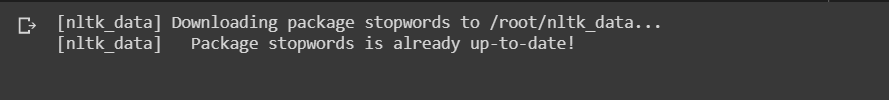 [nltk_data] Downloading package stopwords to /root/nltk_data...
[nltk_data]   Package stopwords is already up-to-date!